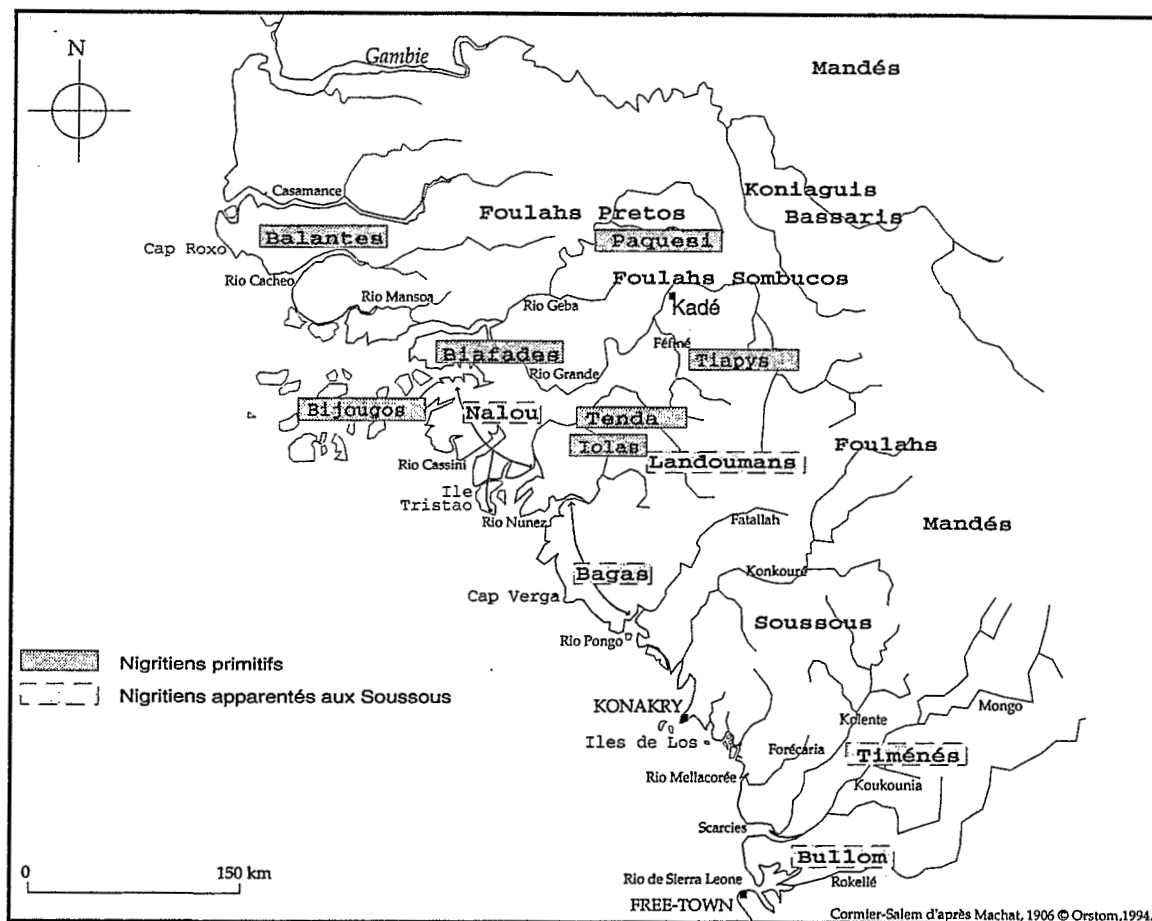 N
Gambie
Mandés
Casamance
Koniaguis
Bassaris
Foulahs Pretos
Balantes
Paquesi
Cap Roxo
Rio Cacheo
Foulahs Sombucos
Rio Mansoa
Rio Geba
Kadé
Féfiné
Biafades
Tiapys
Rio Grande
Bijougos
Nalou
Tenda
Iolas
Foulahs
Landoumans
Rio Cassini
Ile
Tristao
Rio Nunez
Fatallah
Mandés
Bagas
Konkouré
Cap Verga
Soussous
Rio Pongo
Nigritiens primitifs
Nigritiens apparentés aux Soussous
KONAKRY
Mongo
Kolente
Iles de Los
Forécaria
Timénés
Rio Mellacorée
Koukounia
Scarcies
Bullom
0 150 km
Rio de Sierra Leone
Rokellé
FREE-TOWN
Cormier-Salem d'après Machat, 1906 © Orstom,1994.